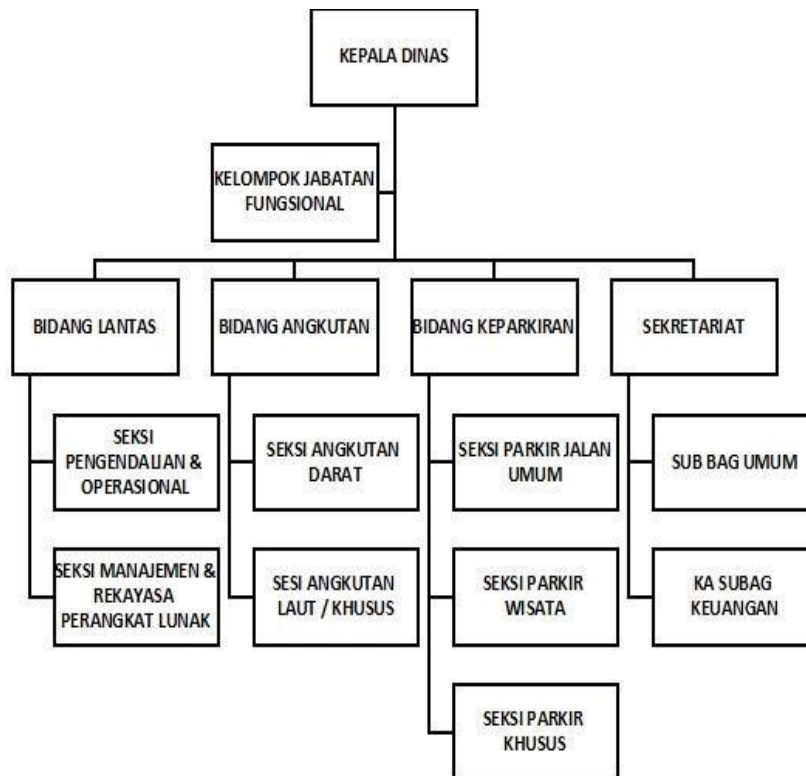 KEPALA DINAS
KELOMPOK JABATAN
FUNGSIONAL
BIDANG LANTAS
BIDANG ANGKUTAN
BIDANG KEPARKIRAN
SEKRETARIAT
SEKSI
PENGENDALIAN &
OPERASIONAL
SEKSI ANGKUTAN
DARAT
SEKSI PARKIR JALAN
UMUM
SUB BAG UMUM
SEKSI MANAJEMEN &
REKAYASA
PERANGKAT LUNAK
SESI ANGKUTAN
LAUT / KHUSUS
SEKSI PARKIR
WISATA
KA SUBAG
KEUANGAN
SEKSI PARKIR
KHUSUS